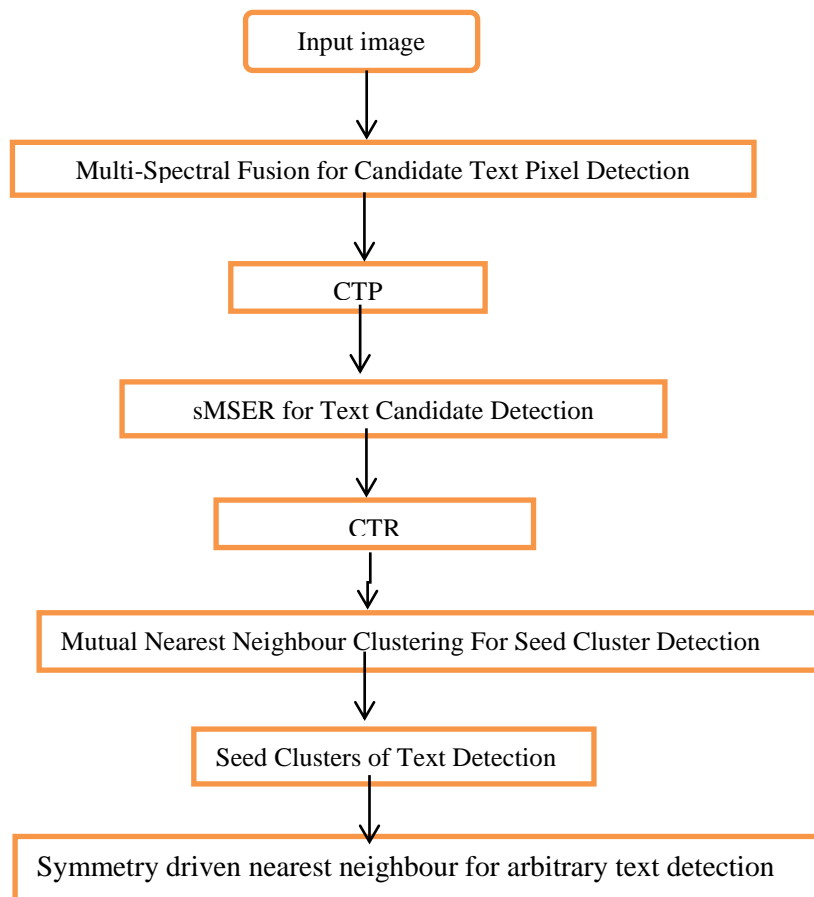 Input image
Multi-Spectral Fusion for Candidate Text Pixel Detection
CTP
sMSER for Text Candidate Detection
CTR
Mutual Nearest Neighbour Clustering For Seed Cluster Detection
Seed Clusters of Text Detection
Symmetry driven nearest neighbour for arbitrary text detection